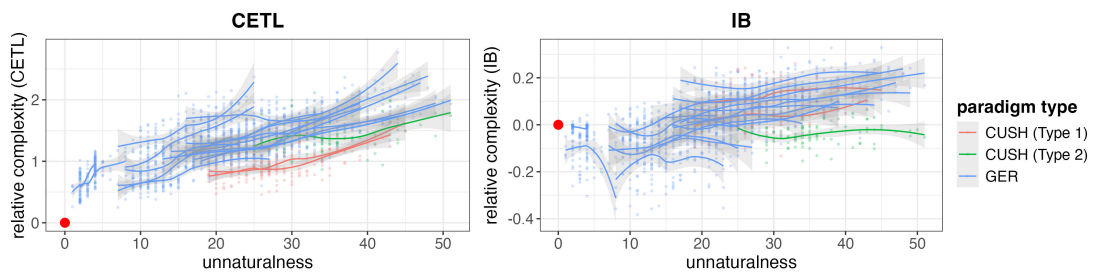 CETL
relative complexity (CETL)
2
1
0
0 10 20 30 40 50
unnaturalness
IB
relative complexity (IB)
0.2
0.0
-0.2
-0.4
0 10 20 30 40 50
unnaturalness
paradigm type
CUSH (Type 1)
CUSH (Type 2)
GER